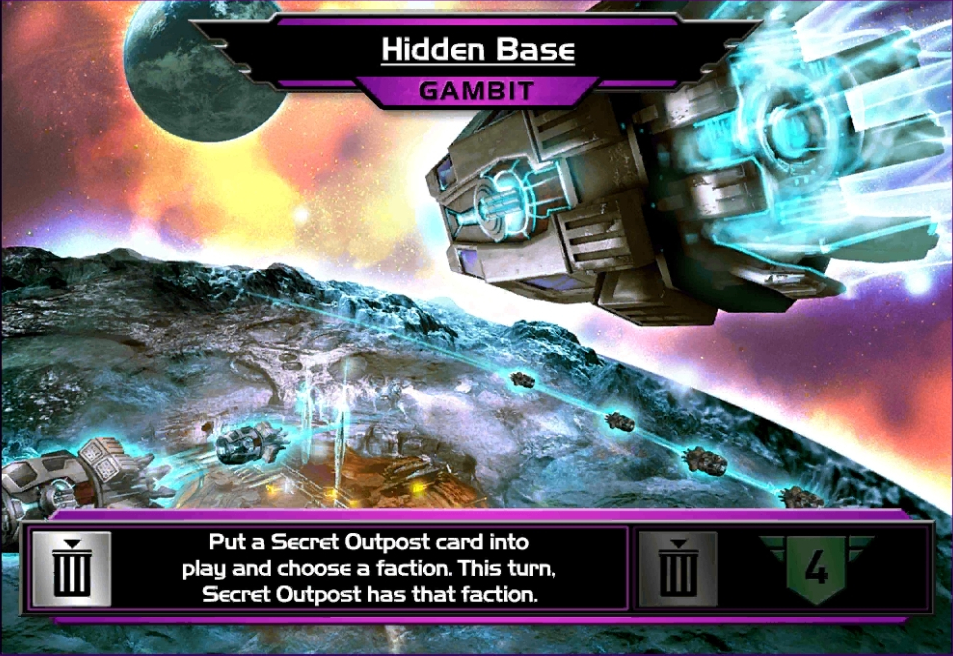 Hidden Base
GAMBIT
Put a Secret Outpost card into
play and choose a faction. This turn,
Secret Outpost has that faction.
4